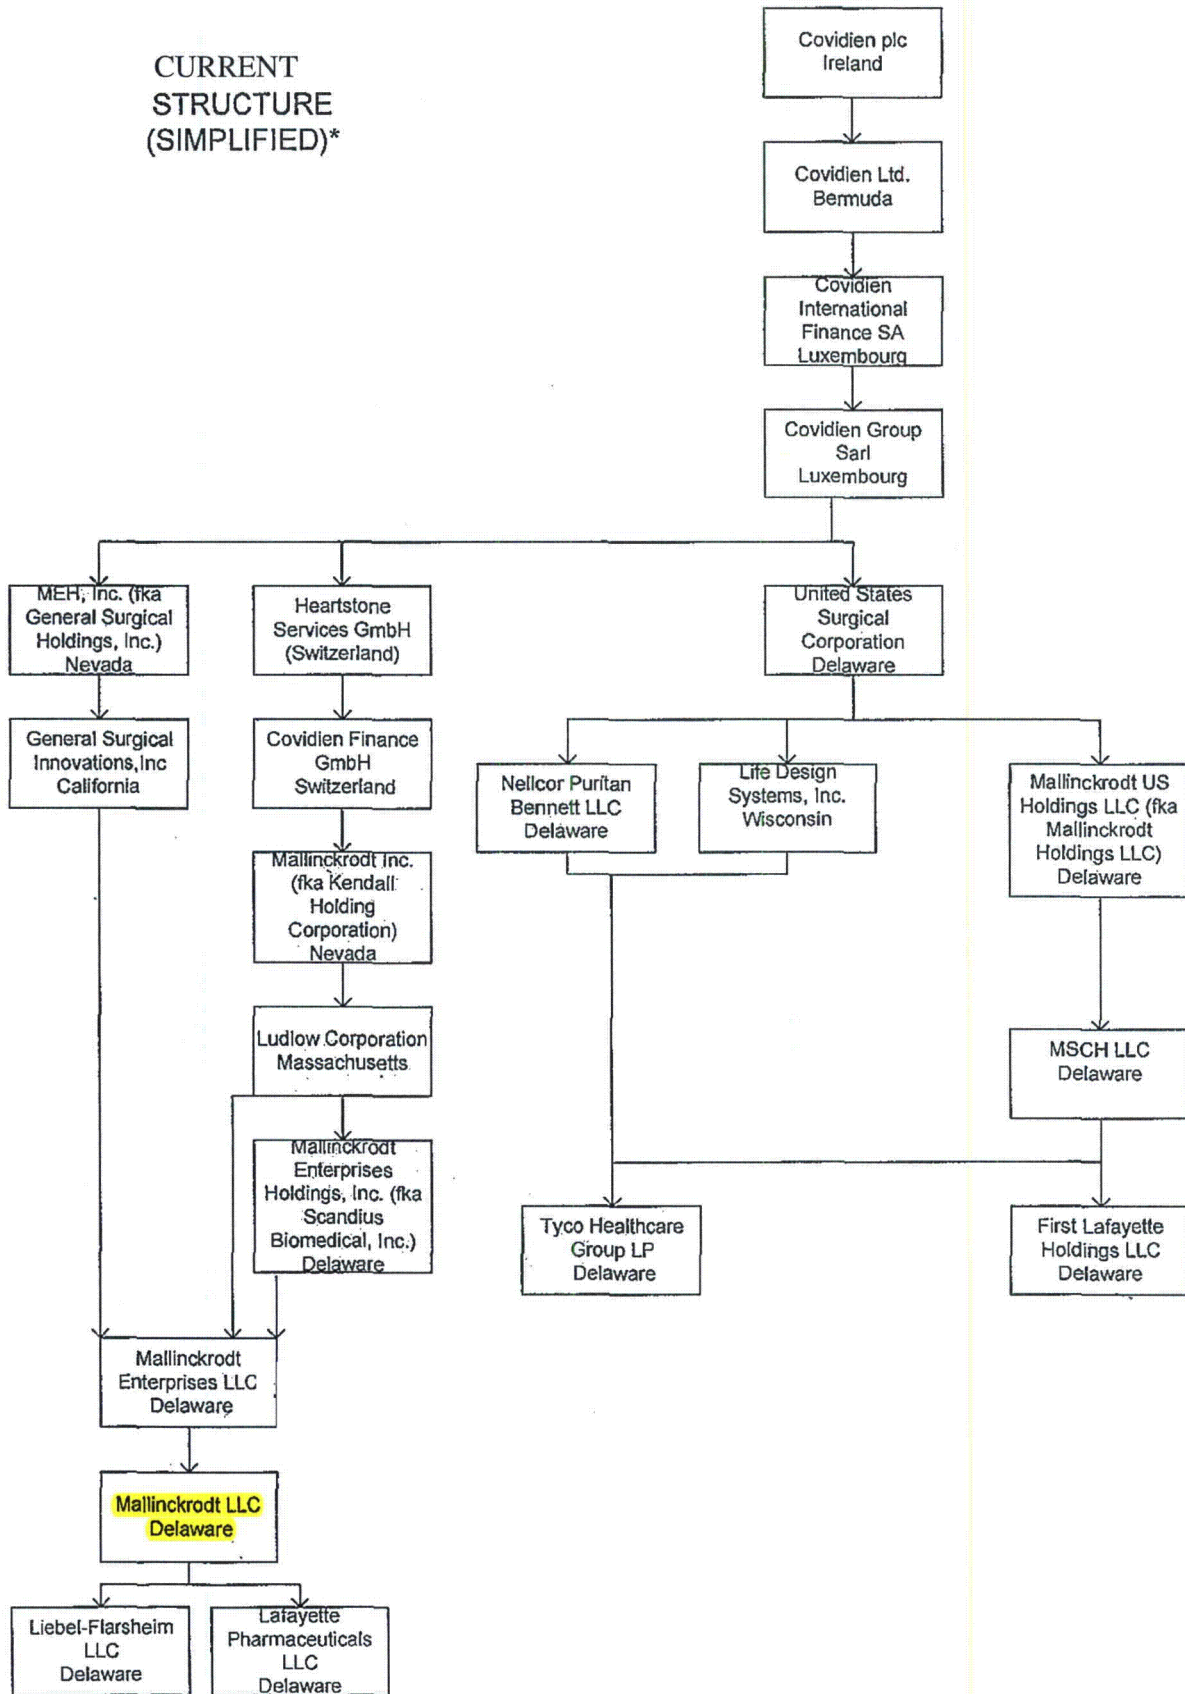 CURRENT
STRUCTURE
(SIMPLIFIED)*
Covidien plc
Ireland
Covidien Ltd.
Bermuda
Covidien
International
Finance SA
Luxembourg
Covidien Group
Sarl
Luxembourg
MEH, Inc. (fka
General Surgical
Holdings, Inc.)
Nevada
Heartstone
Services GmbH
(Switzerland)
United States
Surgical
Corporation
Delaware
General Surgical
Innovations,Inc
California
Covidien Finance
GmbH
Switzerland
Nellcor Puritan
Bennett LLC
Delaware
Life Design
Systems, Inc.
Wisconsin
Mallinckrodt US
Holdings LLC (fka
Mallinckrodt
Holdings LLC)
Delaware
Mallinckrodt Inc.
(fka Kendall
Holding
Corporation)
Nevada
Ludlow Corporation
Massachusetts
MSCH LLC
Delaware
Mallinckrodt
Enterprises
Holdings, Inc. (fka
Scandius
Biomedical, Inc.)
Delaware
Tyco Healthcare
Group LP
Delaware
First Lafayette
Holdings LLC
Delaware
Mallinckrodt
Enterprises LLC
Delaware
Mallinckrodt LLC
Delaware
Liebel-Flarsheim
LLC
Delaware
Lafayette
Pharmaceuticals
LLC
Delaware